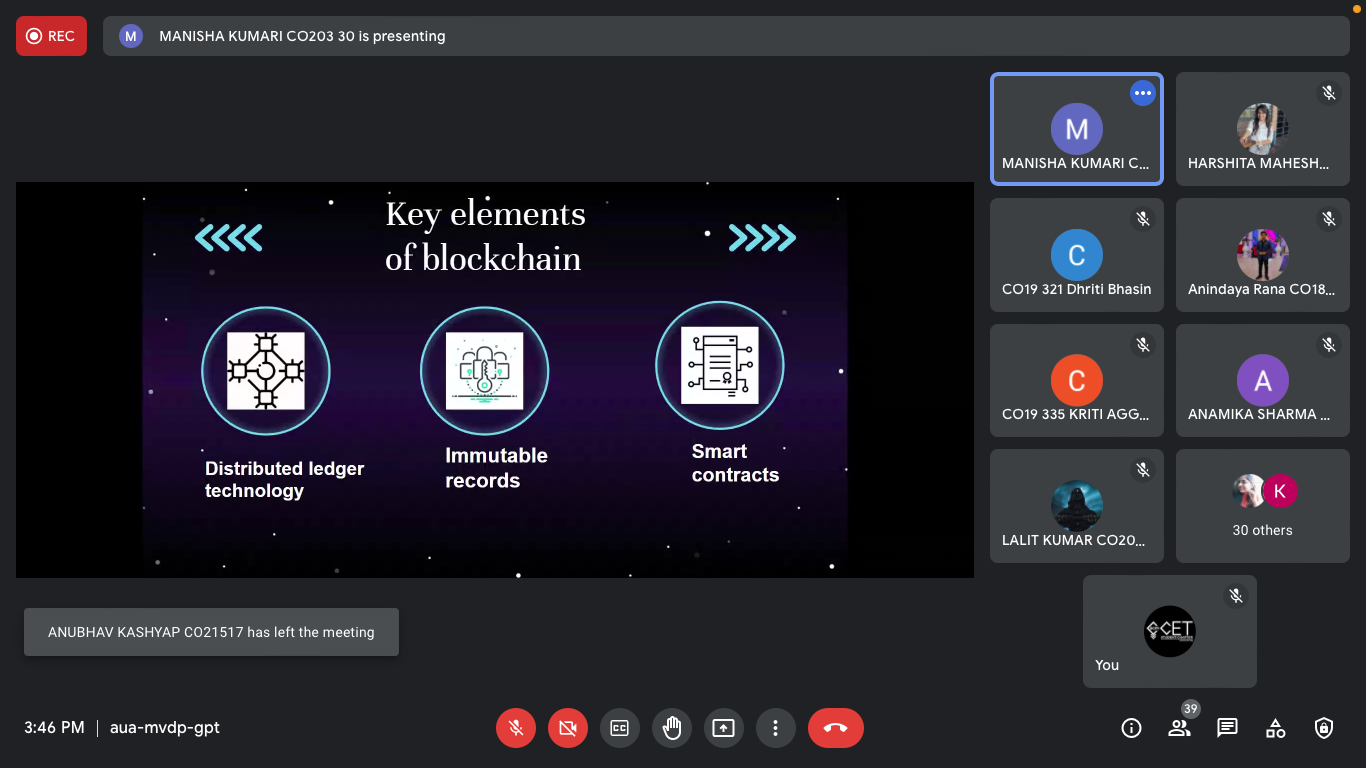 REC
M
MANISHA KUMARI CO203 30 is presenting
Key elements
of blockchain
Distributed ledger
technology
Immutable
records
Smart
contracts
M
MANISHA KUMARI C...
HARSHITA MAHESH...
C
CO19 321 Dhriti Bhasin
Anindaya Rana CO18...
C
CO19 335 KRITI AGG...
A
ANAMIKA SHARMA ...
LALIT KUMAR CO20...
K
30 others
CCET
You
ANUBHAV KASHYAP CO21517 has left the meeting
3:46 PM | aua-mvdp-gpt
CC
39